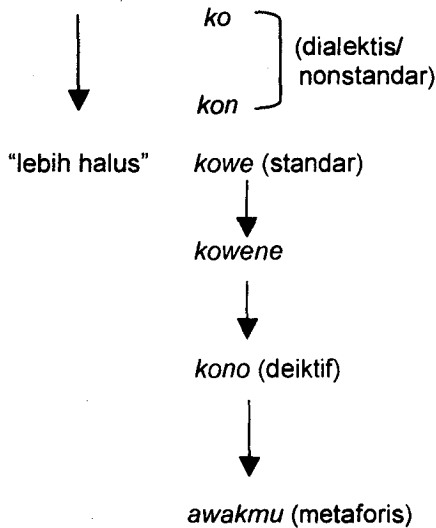 ko
(dialektis/
nonstandar)
kon
“lebih halus” kowe (standar)
kowene
kono (deiktif)
awakmu (metaforis)